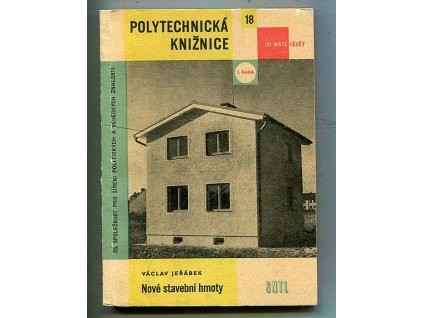 POLYTECHNICKÁ
KNIŽNICE
18
CO MÁTE VĚDĚT
I. ŘADA
ČS. SPOLEČNOST PRO ŠÍŘENÍ POLITICKÝCH A VĚDECKÝCH ZNALOSTÍ
VÁCLAV JEŘÁBEK
Nové stavební hmoty
SNTL